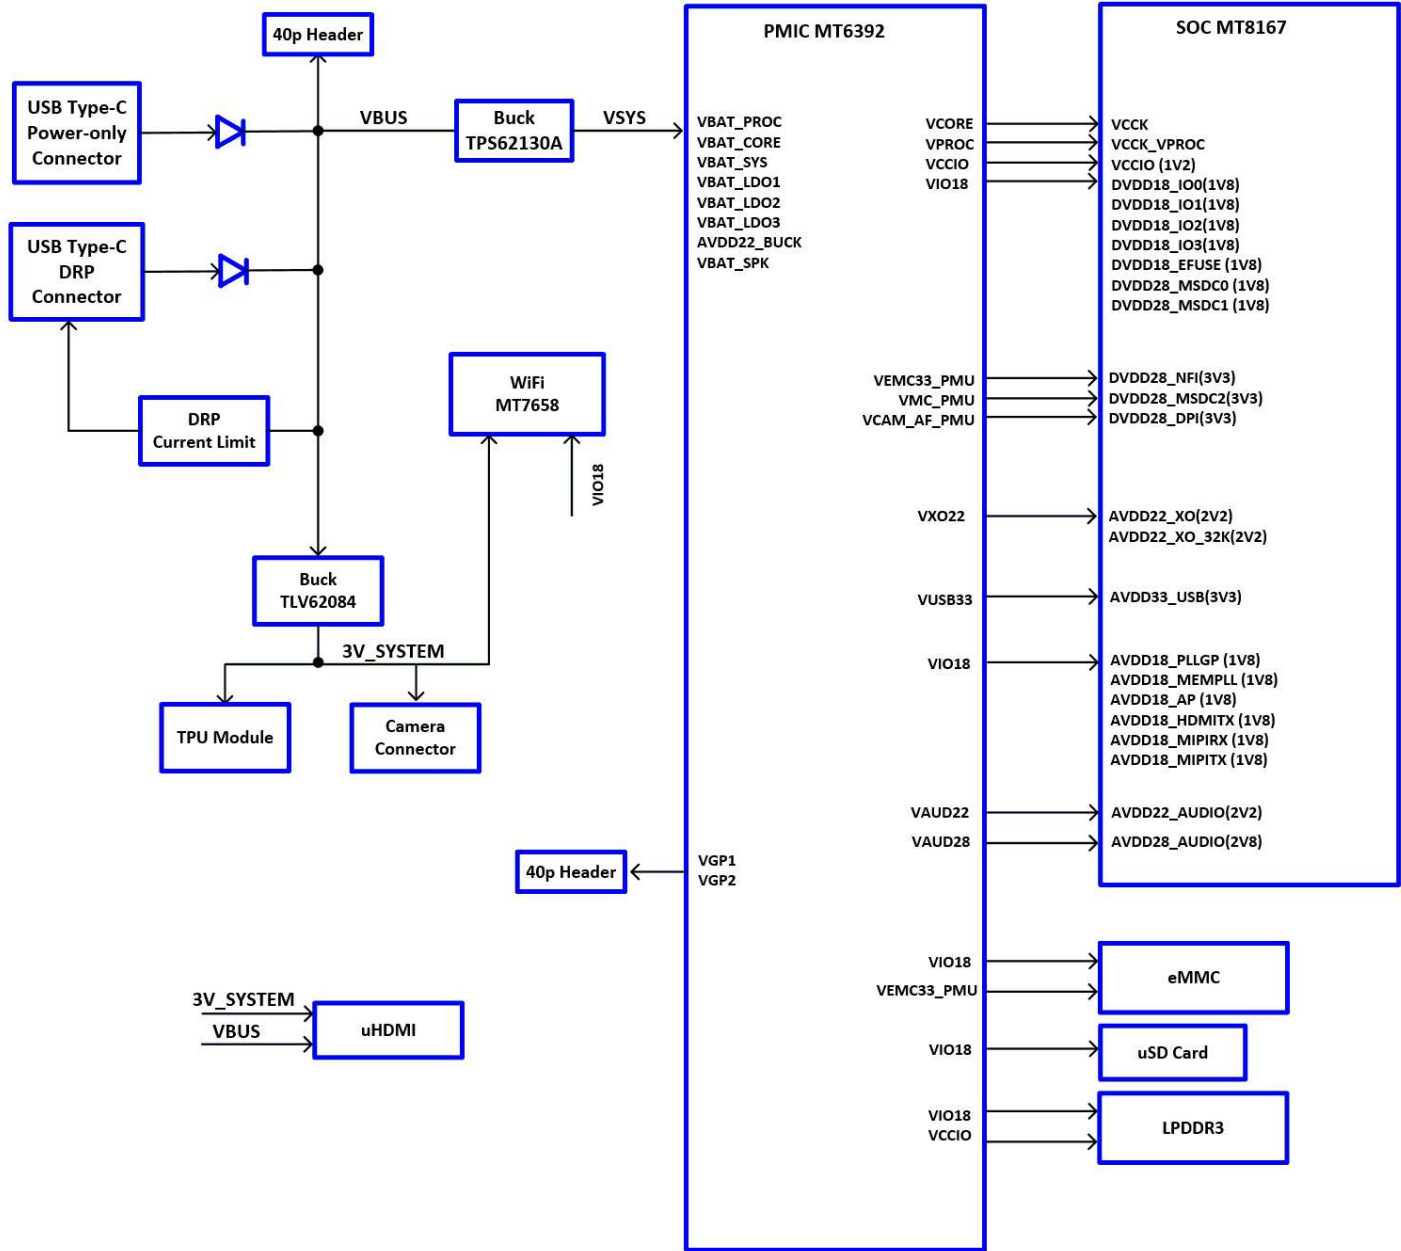 40p Header
USB Type-C
Power-only
Connector
VBUS
Buck
TPS62130A
VSYS
USB Type-C
DRP
Connector
DRP
Current Limit
WiFi
MT7658
VIO18
Buck
TLV62084
3V_SYSTEM
TPU Module
Camera
Connector
40p Header
3V_SYSTEM
VBUS
uHDMI
PMIC MT6392
VBAT_PROC
VBAT_CORE
VBAT_SYS
VBAT_LDO1
VBAT_LDO2
VBAT_LDO3
AVDD22_BUCK
VBAT_SPK
VGP1
VGP2
VCORE
VPROC
VCCIO
VIO18
VEMC33_PMU
VMC_PMU
VCAM_AF_PMU
VXO22
VUSB33
VIO18
VAUD22
VAUD28
VIO18
VEMC33_PMU
VIO18
VIO18
VCCIO
SOC MT8167
VCCK
VCCK_VPROC
VCCIO (1V2)
DVDD18_IO0(1V8)
DVDD18_IO1(1V8)
DVDD18_IO2(1V8)
DVDD18_IO3(1V8)
DVDD18_EFUSE (1V8)
DVDD28_MSDC0 (1V8)
DVDD28_MSDC1 (1V8)
DVDD28_NFI(3V3)
DVDD28_MSDC2(3V3)
DVDD28_DPI(3V3)
AVDD22_XO(2V2)
AVDD22_XO_32K(2V2)
AVDD33_USB(3V3)
AVDD18_PLLGP (1V8)
AVDD18_MEMPLL (1V8)
AVDD18_AP (1V8)
AVDD18_HDMITX (1V8)
AVDD18_MIPIRX (1V8)
AVDD18_MIPITX (1V8)
AVDD22_AUDIO(2V2)
AVDD28_AUDIO(2V8)
eMMC
uSD Card
LPDDR3